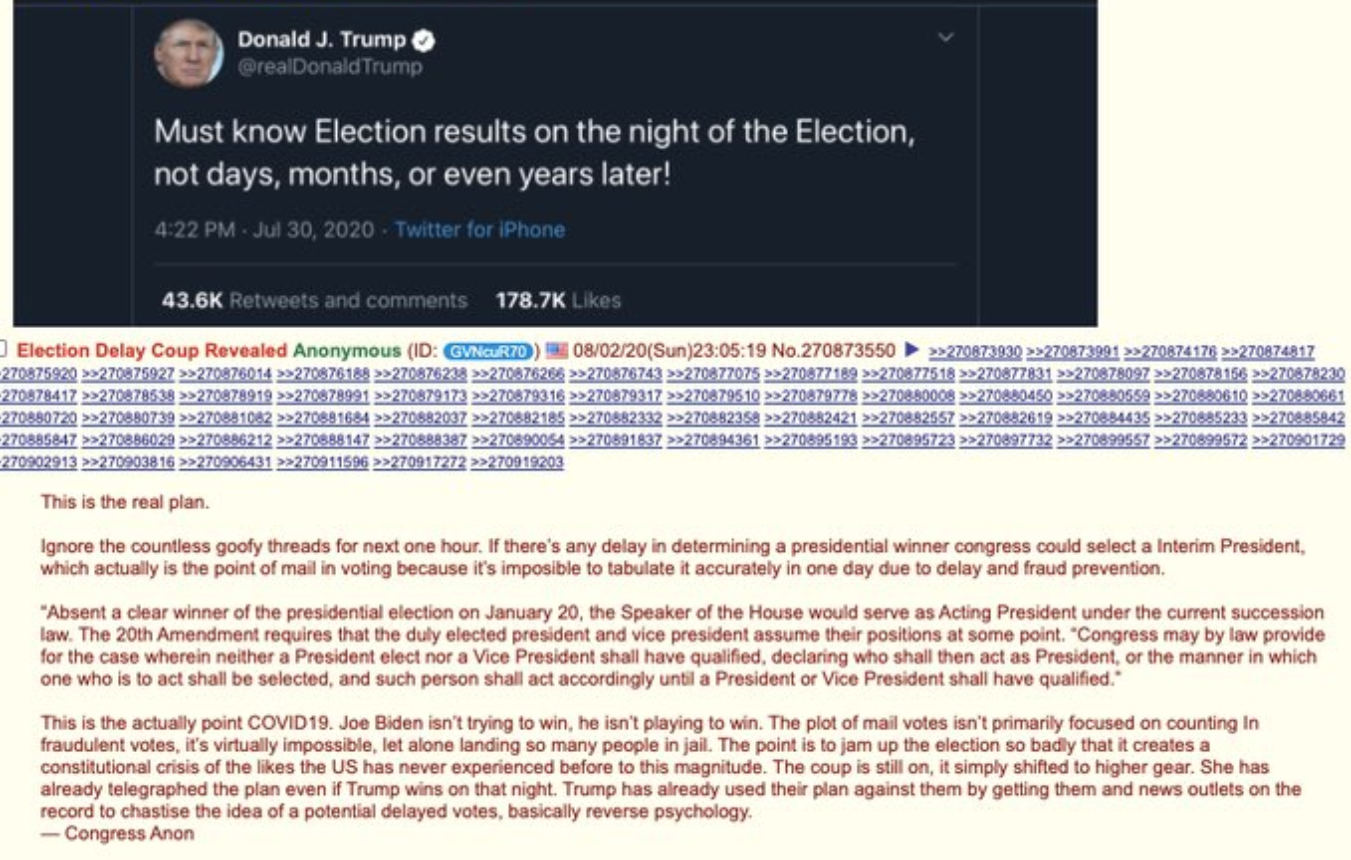 Donald J. Trump
@realDonaldTrump
Must know Election results on the night of the Election,
not days, months, or even years later!
4:22 PM · Jul 30, 2020 · Twitter for iPhone
43.6K Retweets and comments 178.7K Likes
Election Delay Coup Revealed Anonymous (ID: GVNcuR70) 08/02/20(Sun)23:05:19 No.270873550 ▶ >>270873930 >>270873991 >>270874176 >>270874817
270875920 >>270875927 >>270876014 >>270876188 >>270876238 >>270876266 >>270876743 >>270877075 >>270877189 >>270877518 >>270877831 >>270878097 >>270878156 >>270878230
270878417 >>270878538 >>270878919 >>270878991 >>270879173 >>270879316 >>270879317 >>270879510 >>270879778 >>270880008 >>270880450 >>270880559 >>270880610 >>270880661
270880720 >>270880739 >>270881082 >>270881684 >>270882037 >>270882185 >>270882332 >>270882358 >>270882421 >>270882557 >>270882619 >>270884435 >>270885233 >>270885842
270885847 >>270886029 >>270886212 >>270888147 >>270888387 >>270890054 >>270891837 >>270894361 >>270895193 >>270895723 >>270897732 >>270899557 >>270899572 >>270901729
270902913 >>270903816 >>270906431 >>270911596 >>270917272 >>270919203
This is the real plan.
Ignore the countless goofy threads for next one hour. If there's any delay in determining a presidential winner congress could select a Interim President,
which actually is the point of mail in voting because it's imposible to tabulate it accurately in one day due to delay and fraud prevention.
“Absent a clear winner of the presidential election on January 20, the Speaker of the House would serve as Acting President under the current succession
law. The 20th Amendment requires that the duly elected president and vice president assume their positions at some point. “Congress may by law provide
for the case wherein neither a President elect nor a Vice President shall have qualified, declaring who shall then act as President, or the manner in which
one who is to act shall be selected, and such person shall act accordingly until a President or Vice President shall have qualified.”
This is the actually point COVID19. Joe Biden isn't trying to win, he isn't playing to win. The plot of mail votes isn't primarily focused on counting In
fraudulent votes, it's virtually impossible, let alone landing so many people in jail. The point is to jam up the election so badly that it creates a
constitutional crisis of the likes the US has never experienced before to this magnitude. The coup is still on, it simply shifted to higher gear. She has
already telegraphed the plan even if Trump wins on that night. Trump has already used their plan against them by getting them and news outlets on the
record to chastise the idea of a potential delayed votes, basically reverse psychology.
— Congress Anon